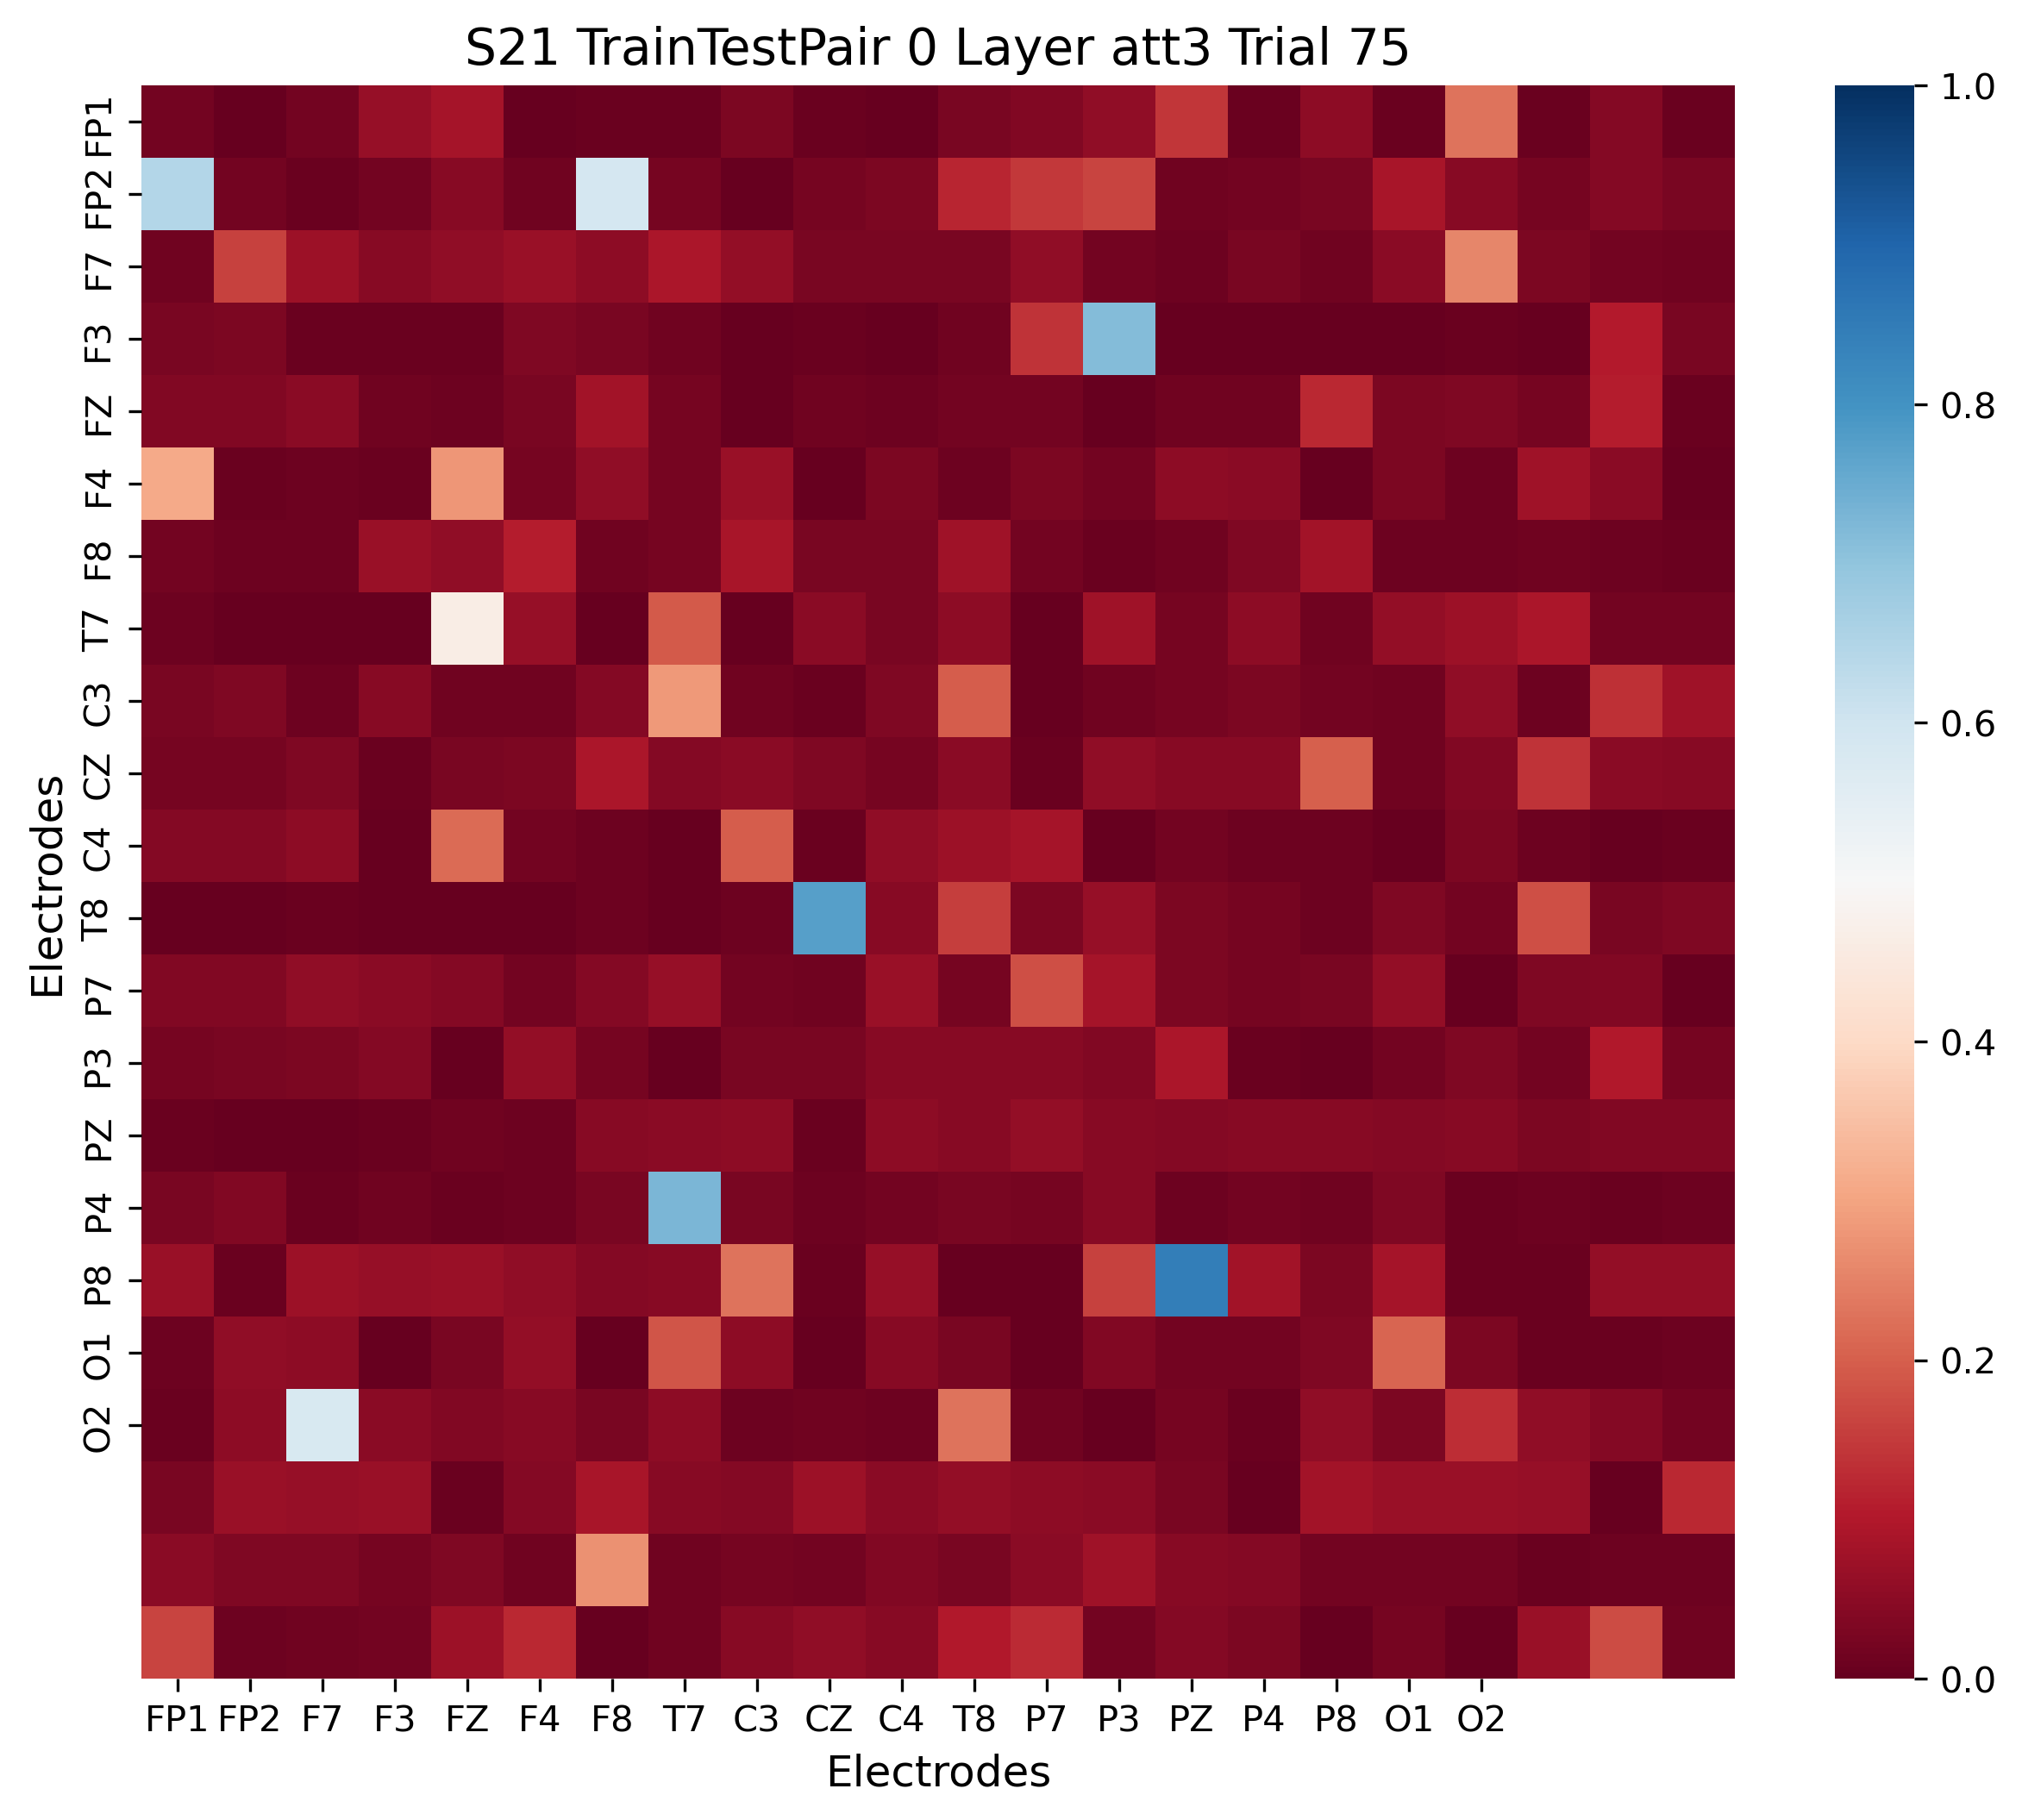 S21 TrainTestPair 0 Layer att3 Trial 75
Electrodes
FP1
FP2
F7
F3
FZ
F4
F8
T7
C3
CZ
C4
T8
P7
P3
PZ
P4
P8
O1
O2
FP1 FP2 F7 F3 FZ F4 F8 T7 C3 CZ C4 T8 P7 P3 PZ P4 P8 O1 O2
Electrodes
1.0
0.8
0.6
0.4
0.2
0.0